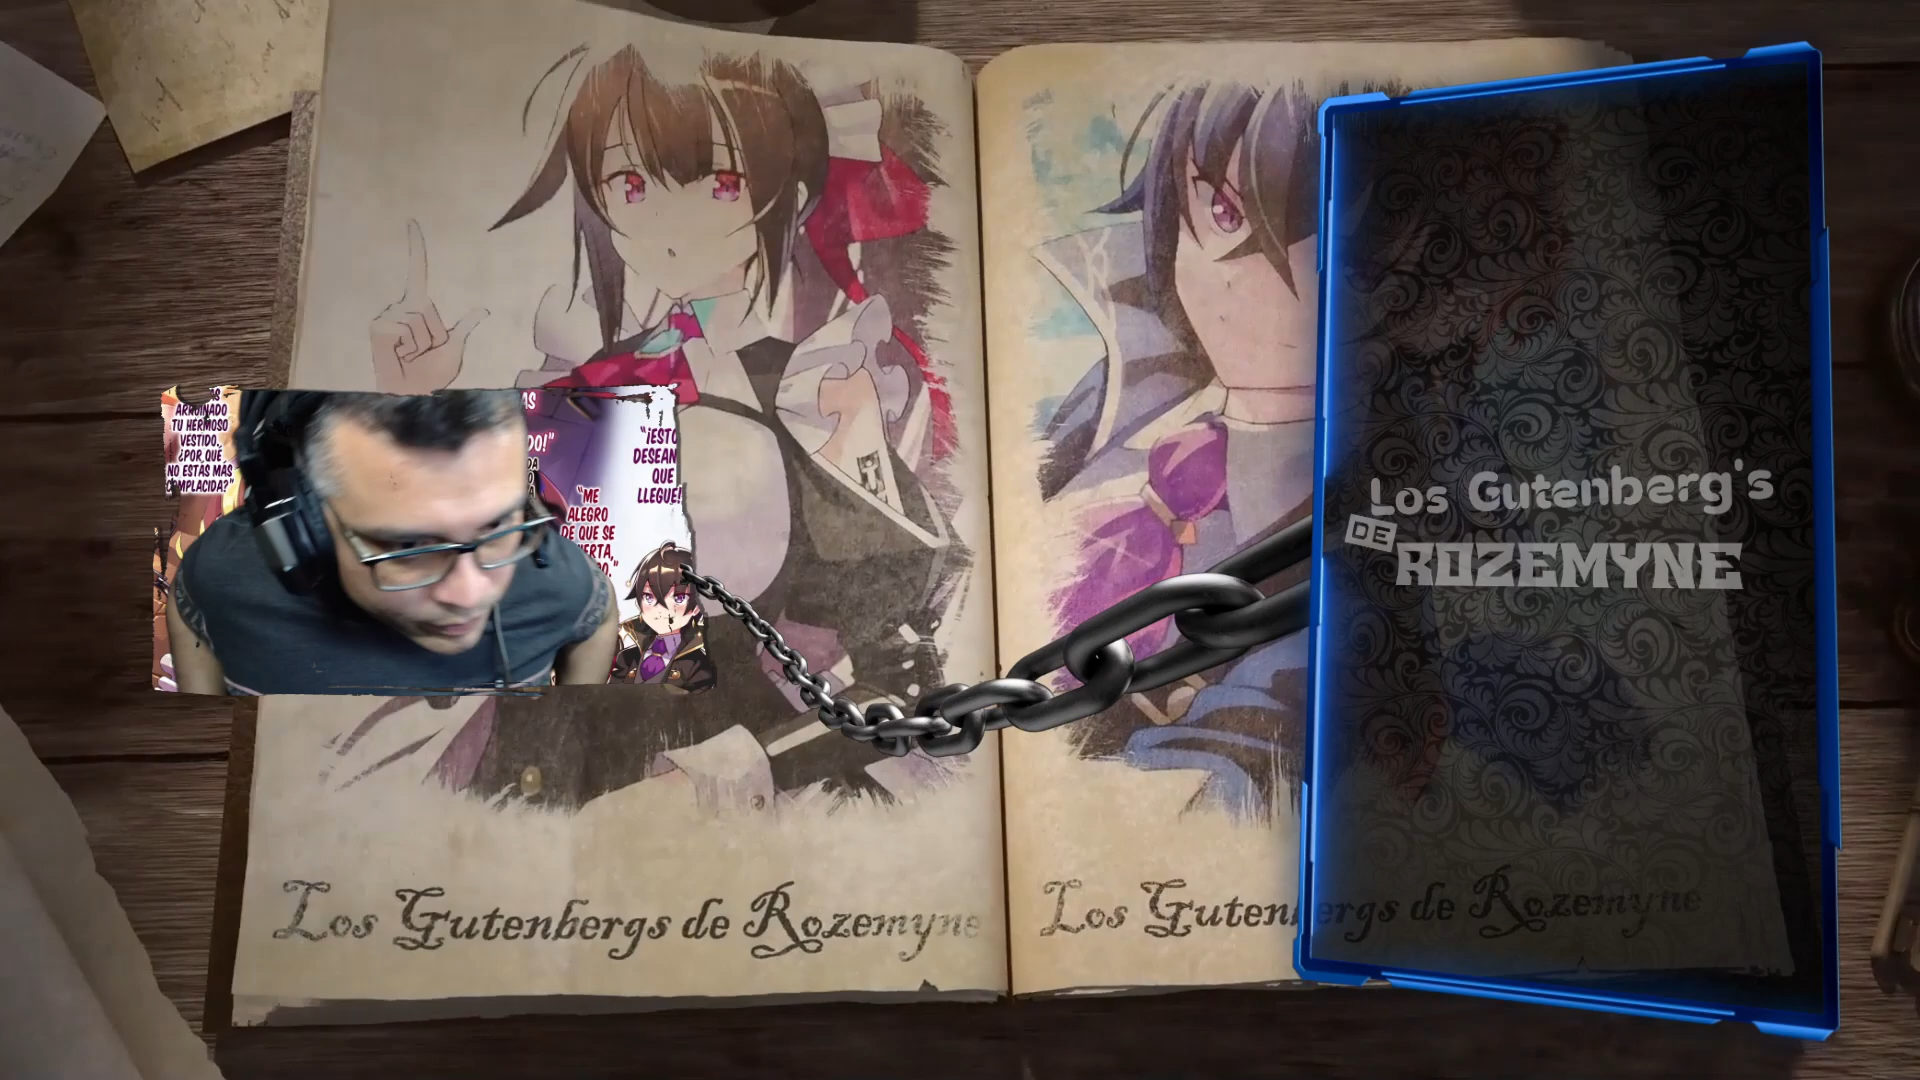 ARRUINADO
TU HERMOSO
VESTIDO.
¿POR QUÉ
NO ESTÁS MÁS
COMPLACIDA?"
"ME
ALEGRO
DE QUE SE
"¡ESTO
DESEAN
QUE
LLEGUE!
Los Gutenberg's
DE
ROZEMYNE
Los Gutenbergs de Rozemyne
Los Gutenbergs de Rozemyne